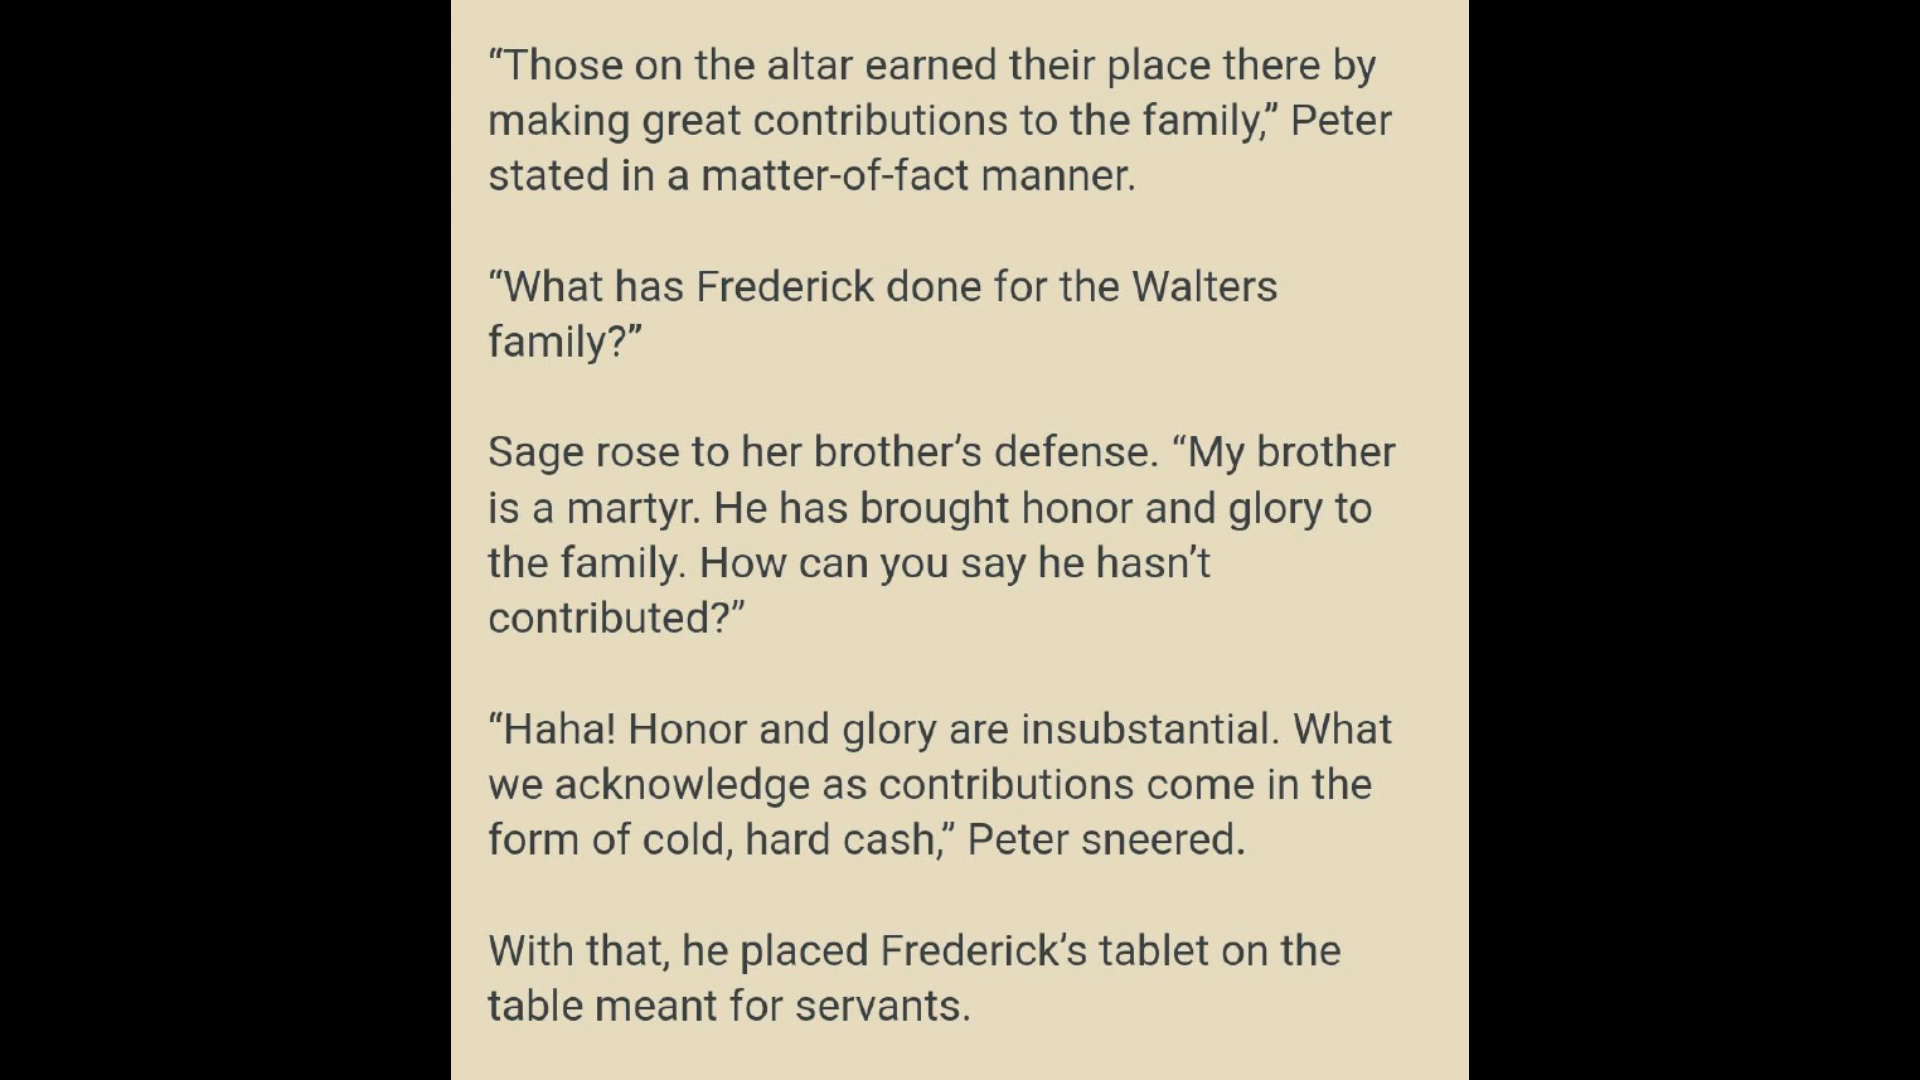 “Those on the altar earned their place there by
making great contributions to the family,” Peter
stated in a matter-of-fact manner.
“What has Frederick done for the Walters
family?”
Sage rose to her brother’s defense. “My brother
is a martyr. He has brought honor and glory to
the family. How can you say he hasn’t
contributed?”
“Haha! Honor and glory are insubstantial. What
we acknowledge as contributions come in the
form of cold, hard cash,” Peter sneered.
With that, he placed Frederick’s tablet on the
table meant for servants.